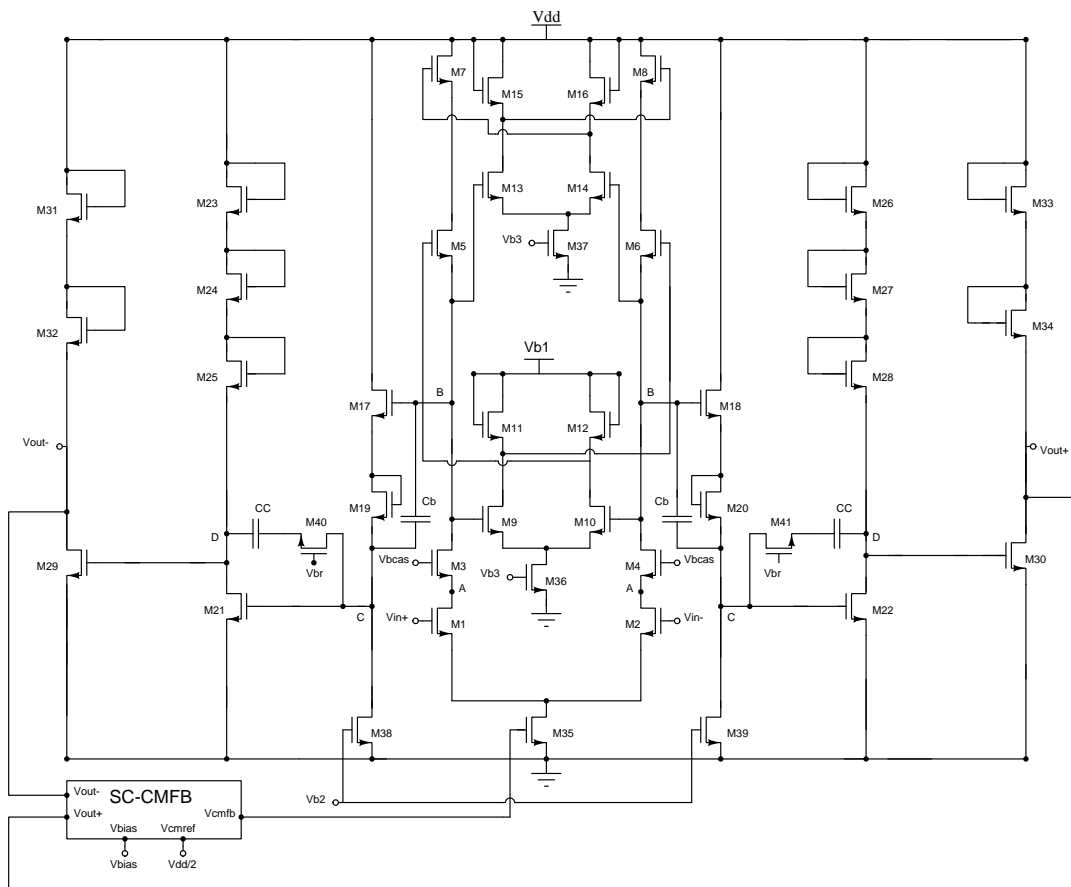 Vdd
M7
M8
M15
M16
M31
M23
M13
M14
M26
M33
Vb3
M37
M5
M6
M24
M27
M32
M34
Vb1
M25
M28
B
B
M17
M18
M11
M12
Vout-
Vout+
M19
Cb
Cb
M20
CC
M40
M9
M10
M41
CC
D
D
Vbcas
Vbcas
M29
Vbr
M3
M4
Vbr
M30
Vb3
M36
A
A
M21
C
Vin+
M1
M2
Vin-
C
M22
M38
M35
M39
Vout-
SC-CMFB
Vb2
Vout+
Vcmfb
Vbias
Vcmref
Vbias
Vdd/2